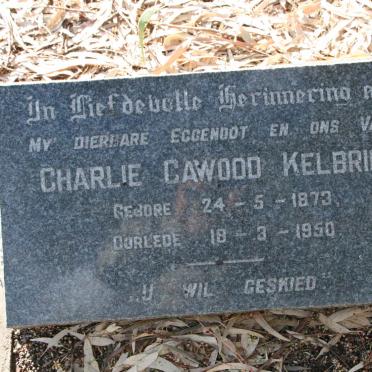 In Liefdevolle Herinnering a
MY DIERBARE EGGENOOT EN ONS VA
CHARLIE CAWOOD KELBRI
GEBORE 24-5-1873.
OORLEDE 18-3-1950
"U WIL GESKIED"